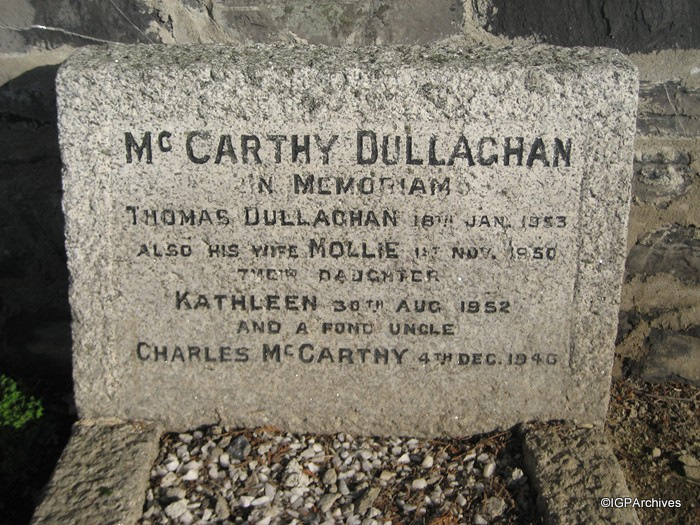 Mc CARTHY DULLAGHAN
IN MEMORIAM
THOMAS DULLAGHAN 18TH JAN. 1953
ALSO HIS WIFE MOLLIE 1ST NOV. 1950
THEIR DAUGHTER
KATHLEEN 30TH AUG 1952
AND A FOND UNCLE
CHARLES McCARTHY 4TH DEC. 1946
©IGPArchives